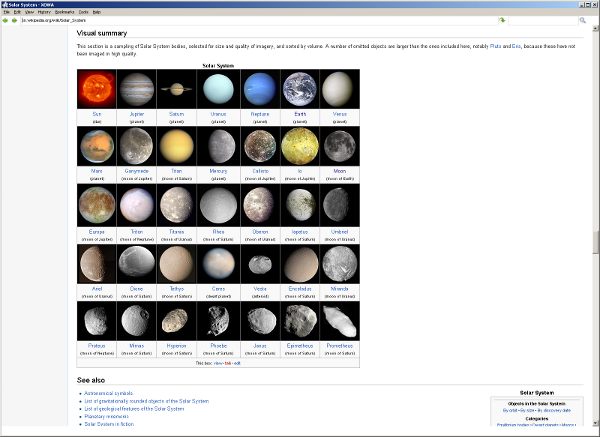 Solar System - XOWA
File Edit View History Bookmarks Tools Help
Visual summary
This section is a sampling of Solar System bodies, selected for size and quality of imagery, and sorted by volume. A number of omitted objects are larger than the ones included here, notably Pluto and Eris, because these have not
been imaged in high quality.
Solar System
Sun Jupiter Saturn Uranus Neptune Earth Venus
(star) (planet) (planet) (planet) (planet) (planet) (planet)
Mars Ganymede Titan Mercury Callisto Io Moon
(planet) (moon of Jupiter) (moon of Saturn) (planet) (moon of Jupiter) (moon of Jupiter) (moon of Earth)
Europa Triton Titania Rhea Oberon Iapetus Umbriel
(moon of Jupiter) (moon of Neptune) (moon of Uranus) (moon of Saturn) (moon of Uranus) (moon of Saturn) (moon of Uranus)
Ariel Dione Tethys Ceres Vesta Enceladus Miranda
(moon of Uranus) (moon of Saturn) (moon of Saturn) (dwarf planet) (asteroid) (moon of Saturn) (moon of Uranus)
Proteus Mimas Hyperion Phoebe Janus Epimetheus Prometheus
(moon of Neptune) (moon of Saturn) (moon of Saturn) (moon of Saturn) (moon of Saturn) (moon of Saturn) (moon of Saturn)
This box: view • talk • edit
See also
Astronomical symbols
List of gravitationally rounded objects of the Solar System
List of geological features of the Solar System
Planetary mnemonic
Solar System in fiction
Solar System
Objects in the Solar System
By orbit • By size • By discovery date
Categories